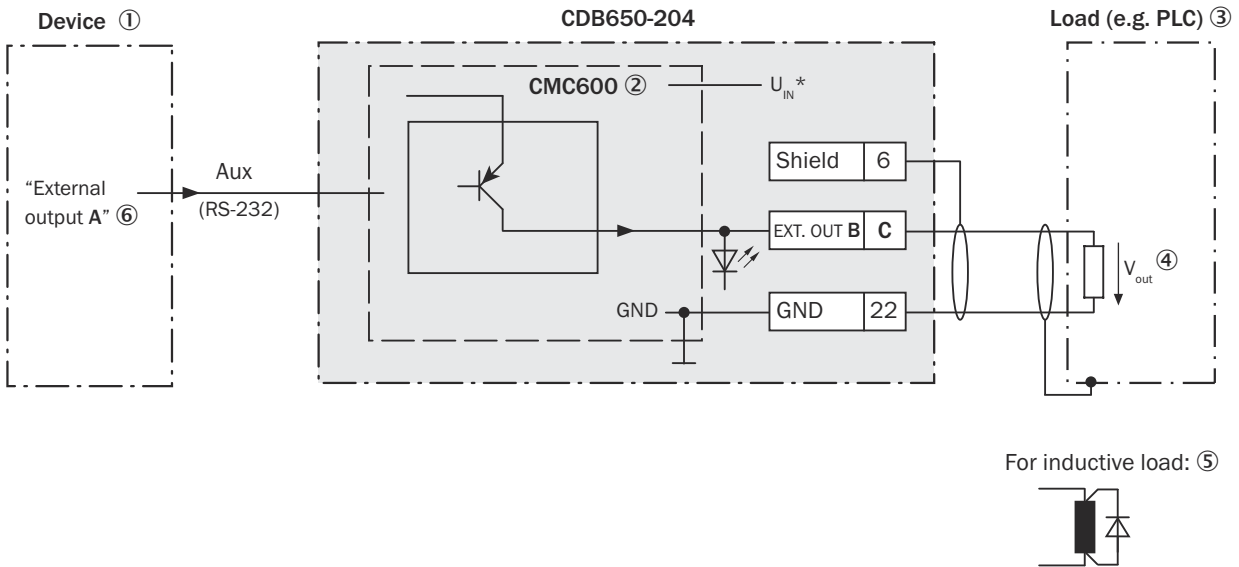 Device ①
CDB650-204
Load (e.g. PLC) ③
CMC600 ②
U_IN*
Shield 6
"External
output A" ⑥
Aux
(RS-232)
EXT. OUT B C
V_out ④
GND
GND 22
For inductive load: ⑤